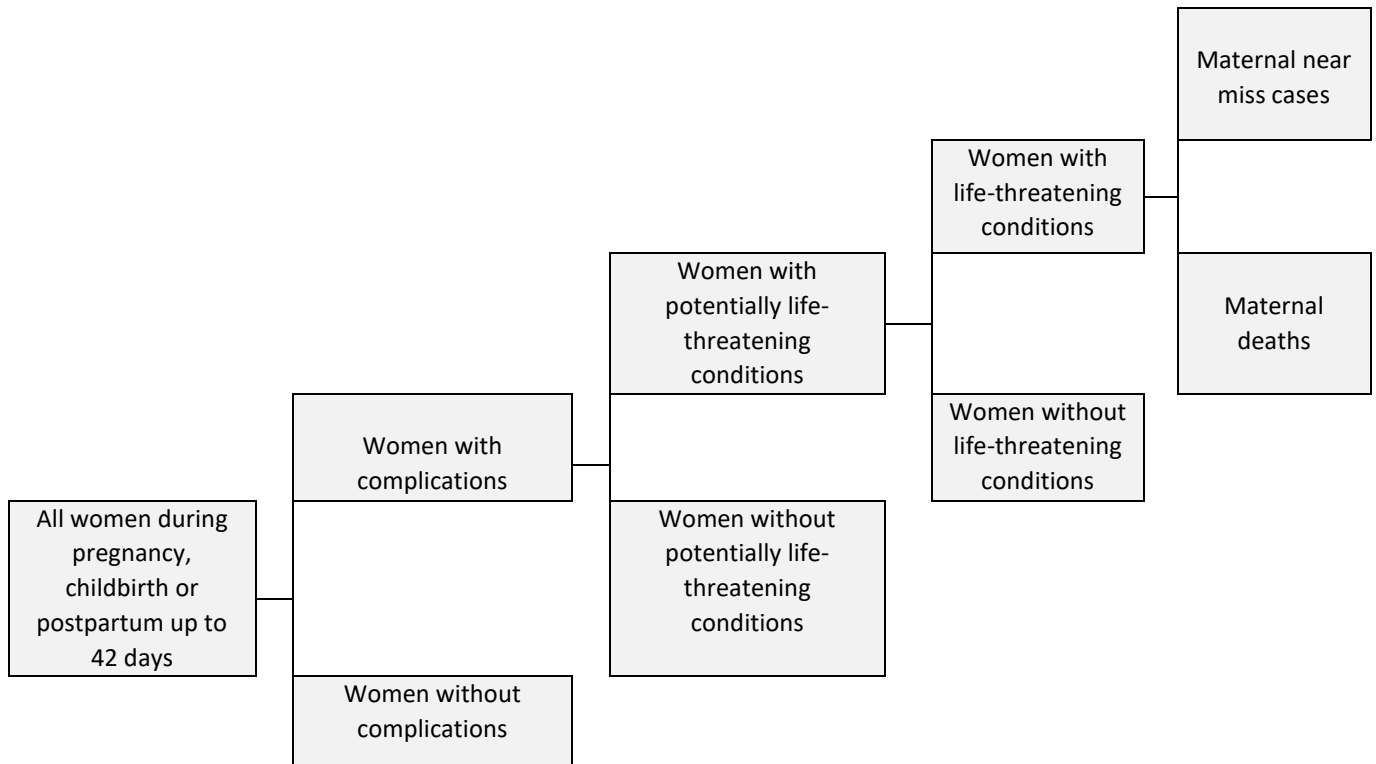 Maternal near
miss cases
Women with
life-threatening
conditions
Women with
potentially life-
threatening
conditions
Maternal
deaths
Women with
complications
Women without
life-threatening
conditions
All women during
pregnancy,
childbirth or
postpartum up to
42 days
Women without
potentially life-
threatening
conditions
Women without
complications